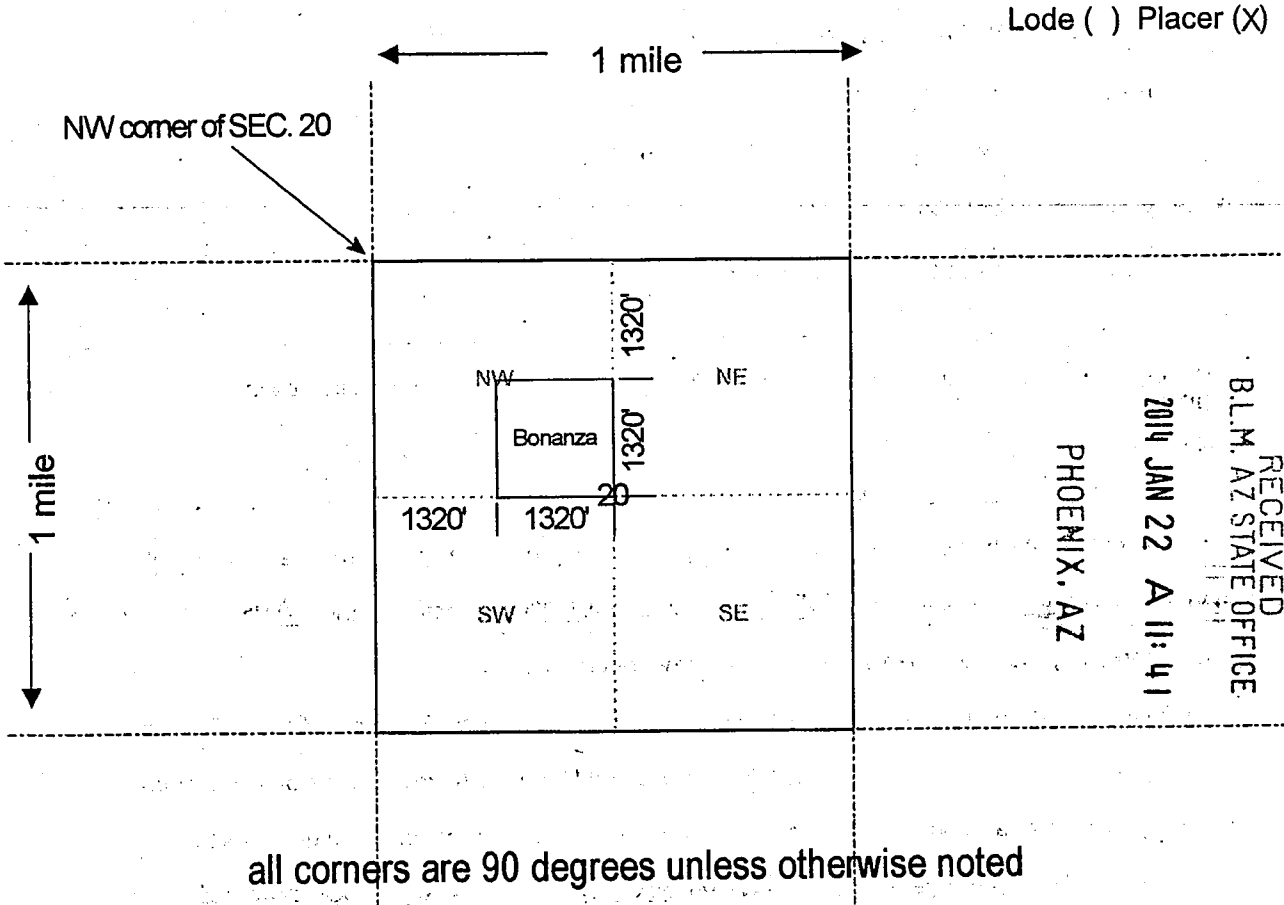 Lode ( ) Placer (X)
1 mile
NW corner of SEC. 20
1320'
NW
NE
Bonanza
1320'
1 mile
20
1320'
1320'
SW
SE
RECEIVED
B.L.M. AZ STATE OFFICE
2014 JAN 22 A 11: 41
PHOENIX, AZ
all corners are 90 degrees unless otherwise noted